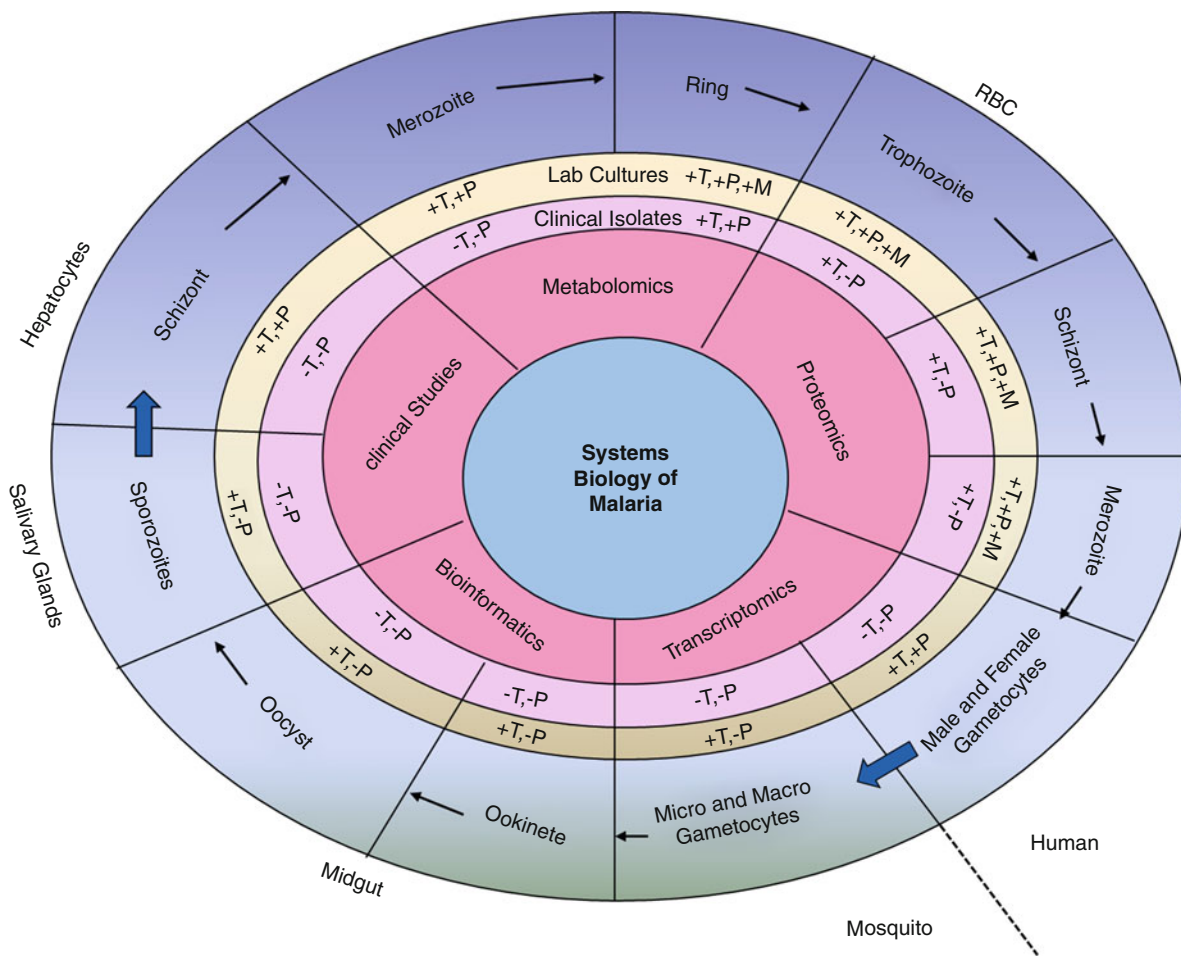 Merozoite
Ring
RBC
Trophozoite
Schizont
Merozoite
Male and Female
Gametocytes
Human
Mosquito
Micro and Macro
Gametocytes
Ookinete
Midgut
Oocyst
Sporozoites
Salivary Glands
Schizont
Hepatocytes
Lab Cultures
+T,+P,+M
+T,+P,+M
+T,+P,+M
+T,+P,+M
+T,+P
+T,-P
+T,-P
+T,-P
+T,-P
+T,+P
+T,+P
Clinical Isolates
+T,+P
+T,-P
+T,-P
+T,-P
-T,-P
-T,-P
-T,-P
-T,-P
-T,-P
-T,-P
-T,-P
Metabolomics
Proteomics
Transcriptomics
Bioinformatics
clinical Studies
Systems
Biology of
Malaria